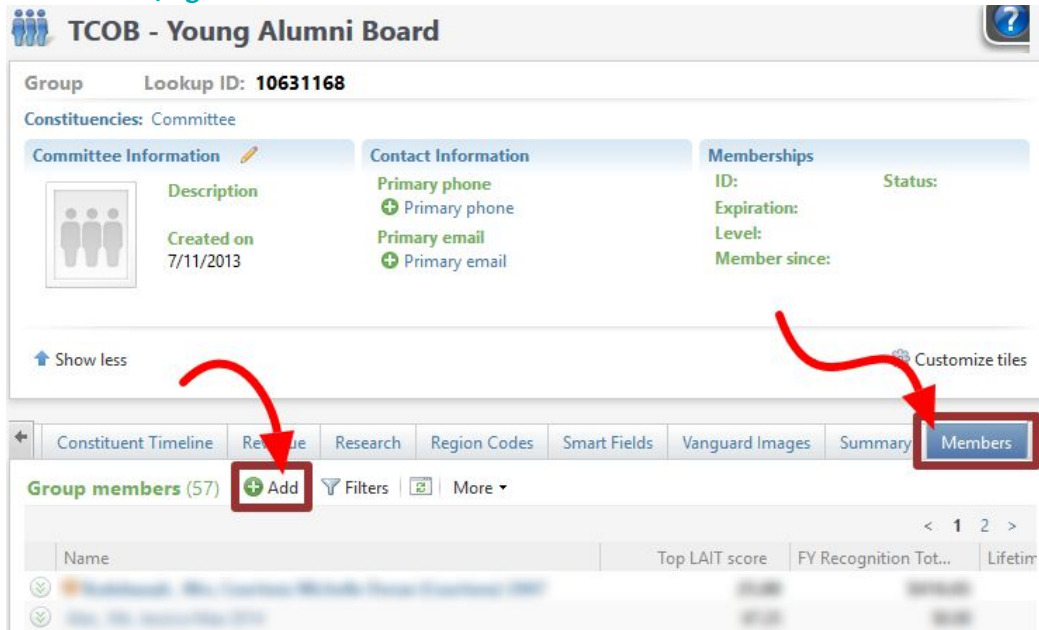 TCOB - Young Alumni Board
?
Group Lookup ID: 10631168
Constituencies: Committee
Committee Information Contact Information Memberships
Description Primary phone ID: Status:
Primary phone Expiration:
Created on Primary email Level:
7/11/2013 Primary email Member since:
Show less Customize tiles
Constituent Timeline Revenue Research Region Codes Smart Fields Vanguard Images Summary Members
Group members (57) Add Filters More
< 1 2 >
Name Top LAIT score FY Recognition Tot... Lifetim